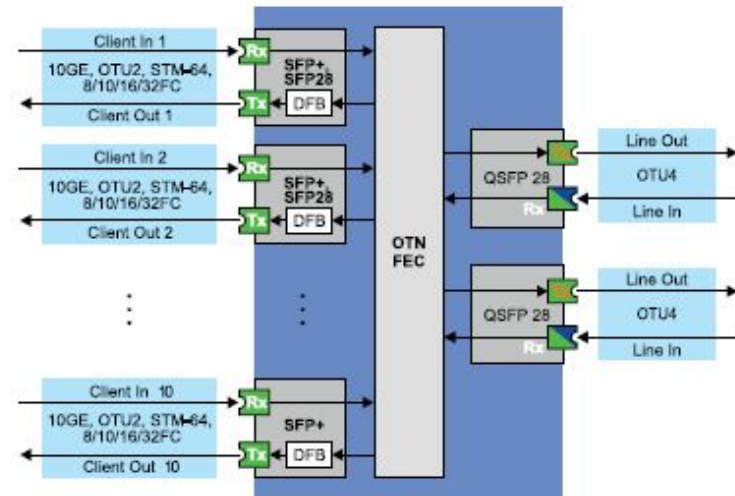 Client In 1
10GE, OTU2, STM-64,
8/10/16/32FC
Client Out 1
Rx
Tx
SFP+,
SFP28
DFB
Client In 2
10GE, OTU2, STM-64,
8/10/16/32FC
Client Out 2
Rx
Tx
SFP+,
SFP28
DFB
Client In 10
10GE, OTU2, STM-64,
8/10/16/32FC
Client Out 10
Rx
Tx
SFP+
DFB
OTN
FEC
QSFP 28
Tx
Rx
Line Out
OTU4
Line In
QSFP 28
Tx
Rx
Line Out
OTU4
Line In